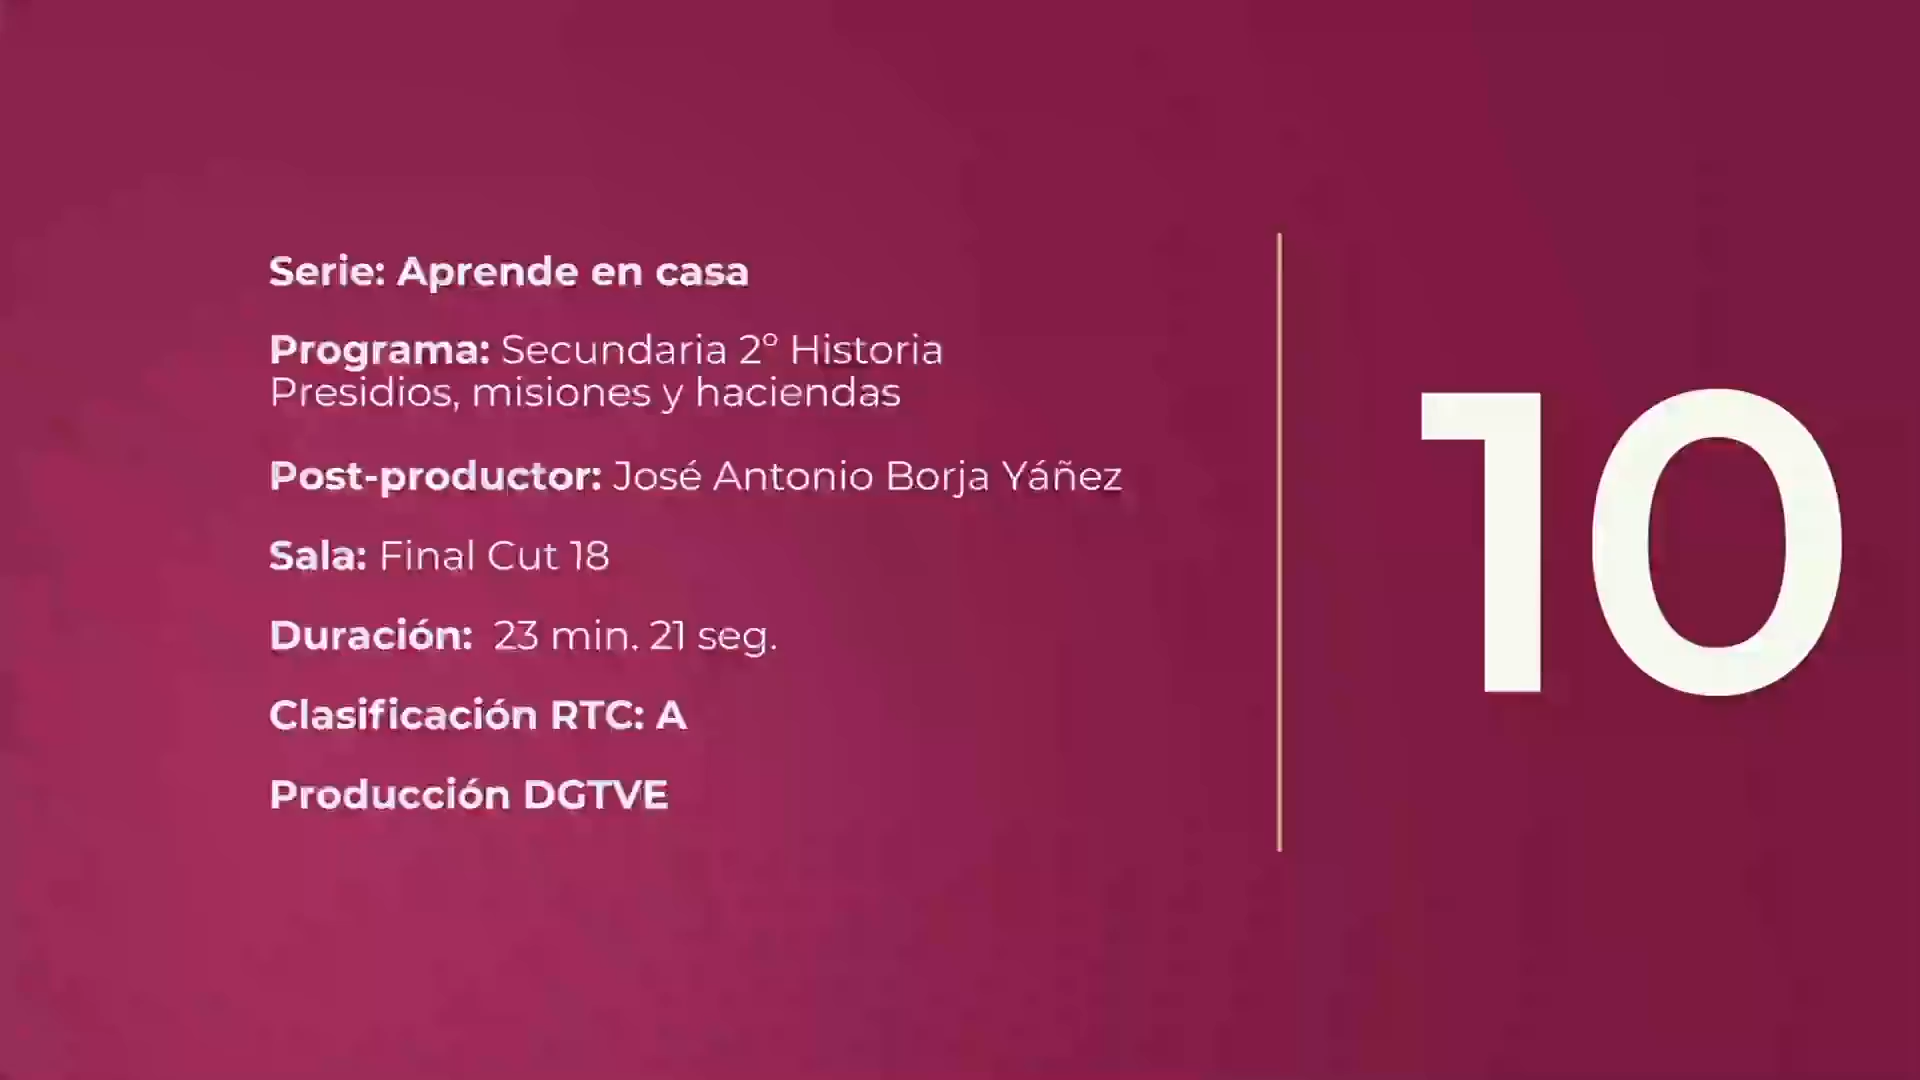 Serie: Aprende en casa
Programa: Secundaria 2º Historia
Presidios, misiones y haciendas
Post-productor: José Antonio Borja Yáñez
Sala: Final Cut 18
Duración: 23 min. 21 seg.
Clasificación RTC: A
Producción DGTVE
10